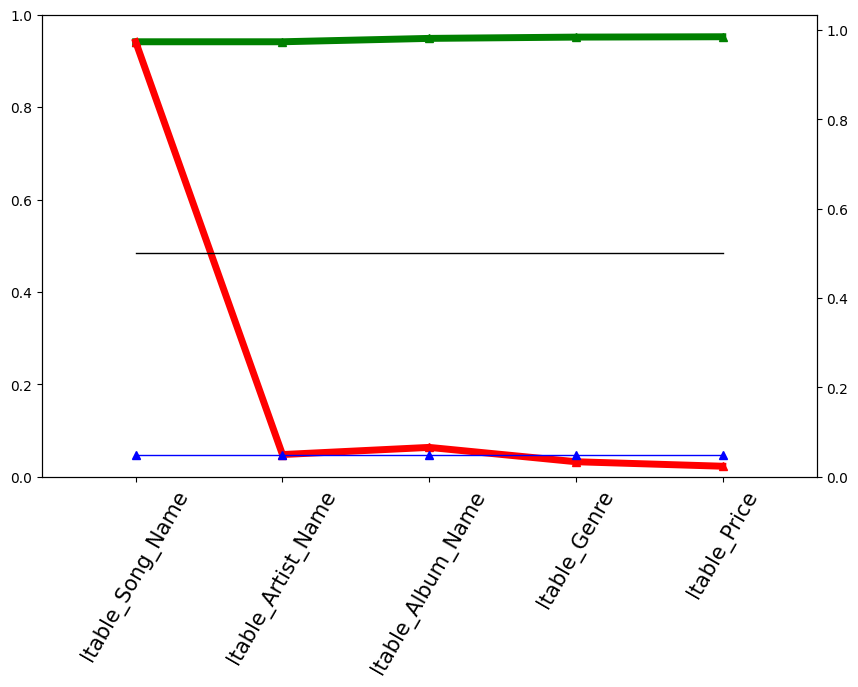 1.0
0.8
0.6
0.4
0.2
0.0
1.0
0.8
0.6
0.4
0.2
0.0
ltable_Song_Name
ltable_Artist_Name
ltable_Album_Name
ltable_Genre
ltable_Price